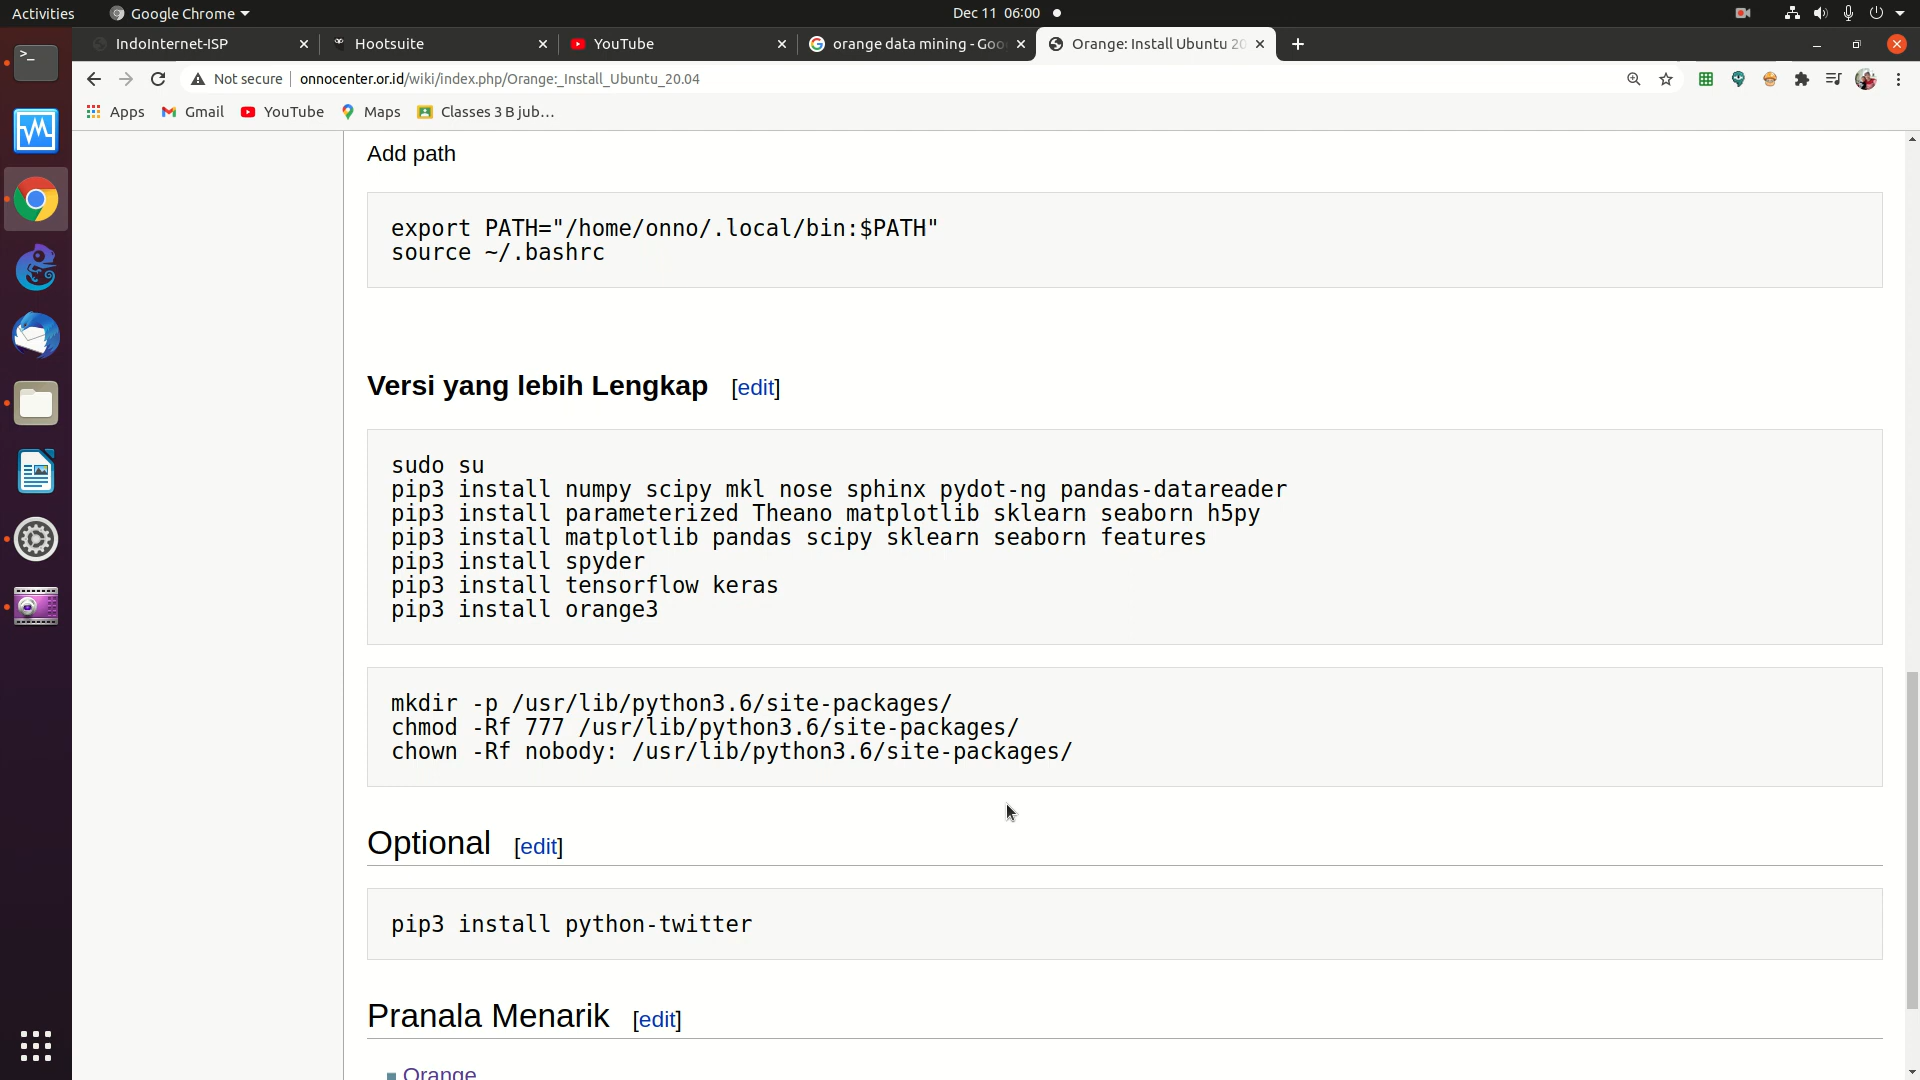 Activities
Google Chrome
Dec 11 06:00
IndoInternet-ISP
Hootsuite
YouTube
orange data mining - Goo
Orange: Install Ubuntu 20
Not secure
onnocenter.or.id/wiki/index.php/Orange:_Install_Ubuntu_20.04
Apps
Gmail
YouTube
Maps
Classes 3 B jub…
Add path
export PATH="/home/onno/.local/bin:$PATH"
source ~/.bashrc
Versi yang lebih Lengkap [edit]
sudo su
pip3 install numpy scipy mkl nose sphinx pydot-ng pandas-datareader
pip3 install parameterized Theano matplotlib sklearn seaborn h5py
pip3 install matplotlib pandas scipy sklearn seaborn features
pip3 install spyder
pip3 install tensorflow keras
pip3 install orange3
mkdir -p /usr/lib/python3.6/site-packages/
chmod -Rf 777 /usr/lib/python3.6/site-packages/
chown -Rf nobody: /usr/lib/python3.6/site-packages/
Optional [edit]
pip3 install python-twitter
Pranala Menarik [edit]
Orange